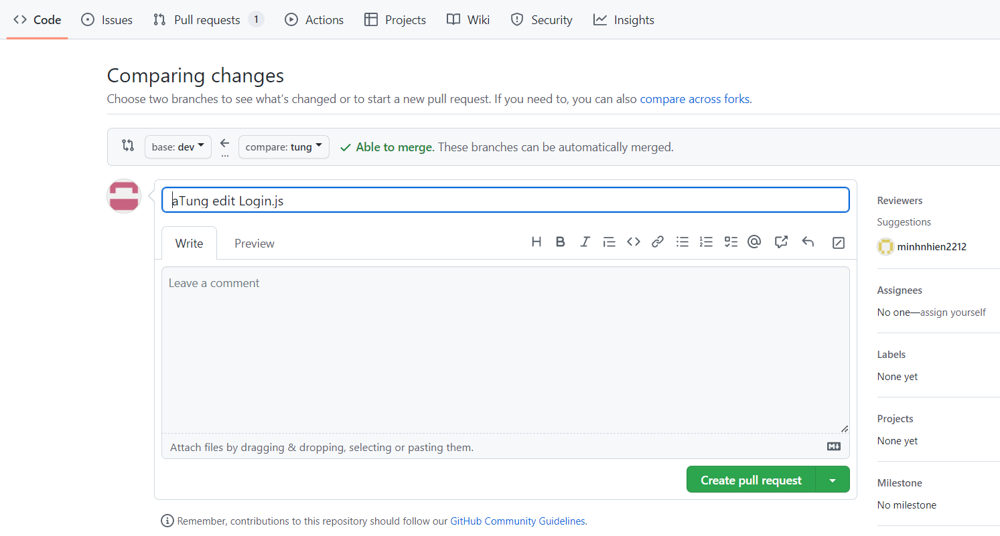 Code Issues Pull requests 1 Actions Projects Wiki Security Insights
Comparing changes
Choose two branches to see what's changed or to start a new pull request. If you need to, you can also compare across forks.
base: dev ... compare: tung Able to merge. These branches can be automatically merged.
aTung edit Login.js
Write Preview H B I
Leave a comment
Attach files by dragging & dropping, selecting or pasting them.
Create pull request
Remember, contributions to this repository should follow our GitHub Community Guidelines.
Reviewers
Suggestions
minhnhien2212
Assignees
No one—assign yourself
Labels
None yet
Projects
None yet
Milestone
No milestone